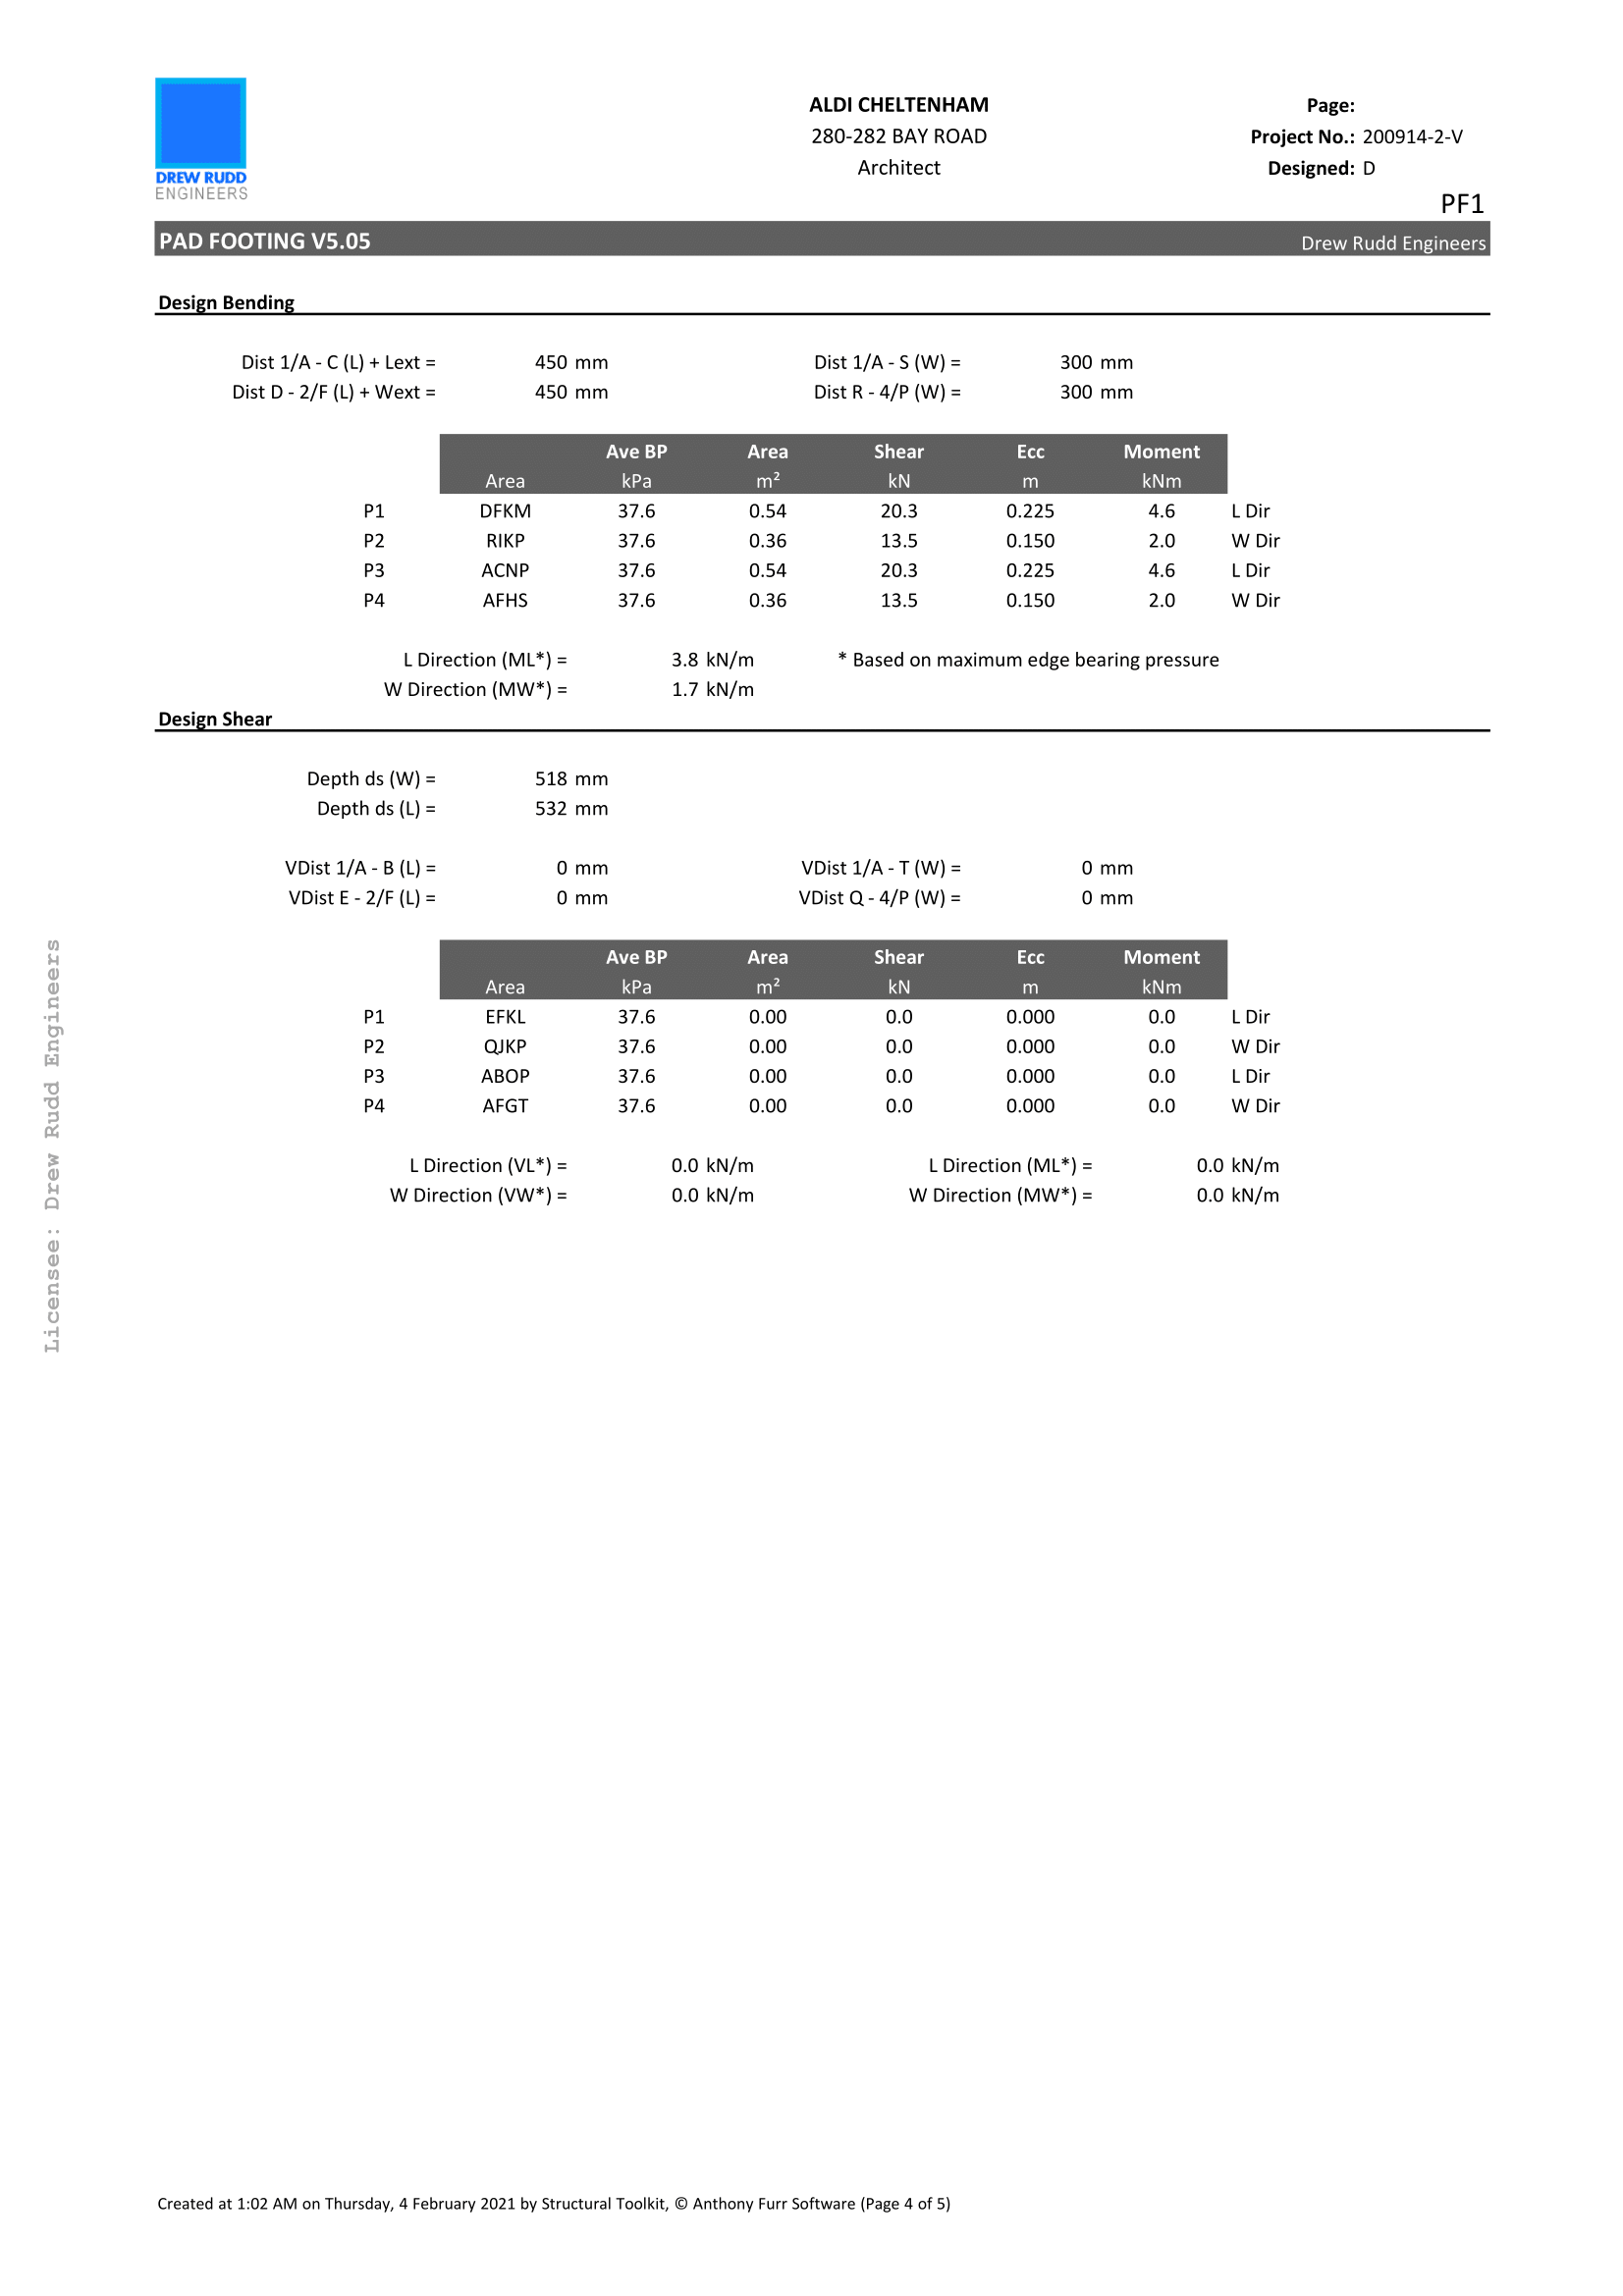 DREW RUDD
ENGINEERS
ALDI CHELTENHAM
280-282 BAY ROAD
Architect
Page:
Project No.: 200914-2-V
Designed: D
PF1
PAD FOOTING V5.05 Drew Rudd Engineers
Design Bending
Dist 1/A - C (L) + Lext = 450 mm Dist 1/A - S (W) = 300 mm
Dist D - 2/F (L) + Wext = 450 mm Dist R - 4/P (W) = 300 mm
Ave BP Area Shear Ecc Moment
Area kPa m² kN m kNm
P1 DFKM 37.6 0.54 20.3 0.225 4.6 L Dir
P2 RIKP 37.6 0.36 13.5 0.150 2.0 W Dir
P3 ACNP 37.6 0.54 20.3 0.225 4.6 L Dir
P4 AFHS 37.6 0.36 13.5 0.150 2.0 W Dir
L Direction (ML*) = 3.8 kN/m * Based on maximum edge bearing pressure
W Direction (MW*) = 1.7 kN/m
Design Shear
Depth ds (W) = 518 mm
Depth ds (L) = 532 mm
VDist 1/A - B (L) = 0 mm VDist 1/A - T (W) = 0 mm
VDist E - 2/F (L) = 0 mm VDist Q - 4/P (W) = 0 mm
Ave BP Area Shear Ecc Moment
Area kPa m² kN m kNm
P1 EFKL 37.6 0.00 0.0 0.000 0.0 L Dir
P2 QJKP 37.6 0.00 0.0 0.000 0.0 W Dir
P3 ABOP 37.6 0.00 0.0 0.000 0.0 L Dir
P4 AFGT 37.6 0.00 0.0 0.000 0.0 W Dir
L Direction (VL*) = 0.0 kN/m L Direction (ML*) = 0.0 kN/m
W Direction (VW*) = 0.0 kN/m W Direction (MW*) = 0.0 kN/m
Licensee: Drew Rudd Engineers
Created at 1:02 AM on Thursday, 4 February 2021 by Structural Toolkit, © Anthony Furr Software (Page 4 of 5)